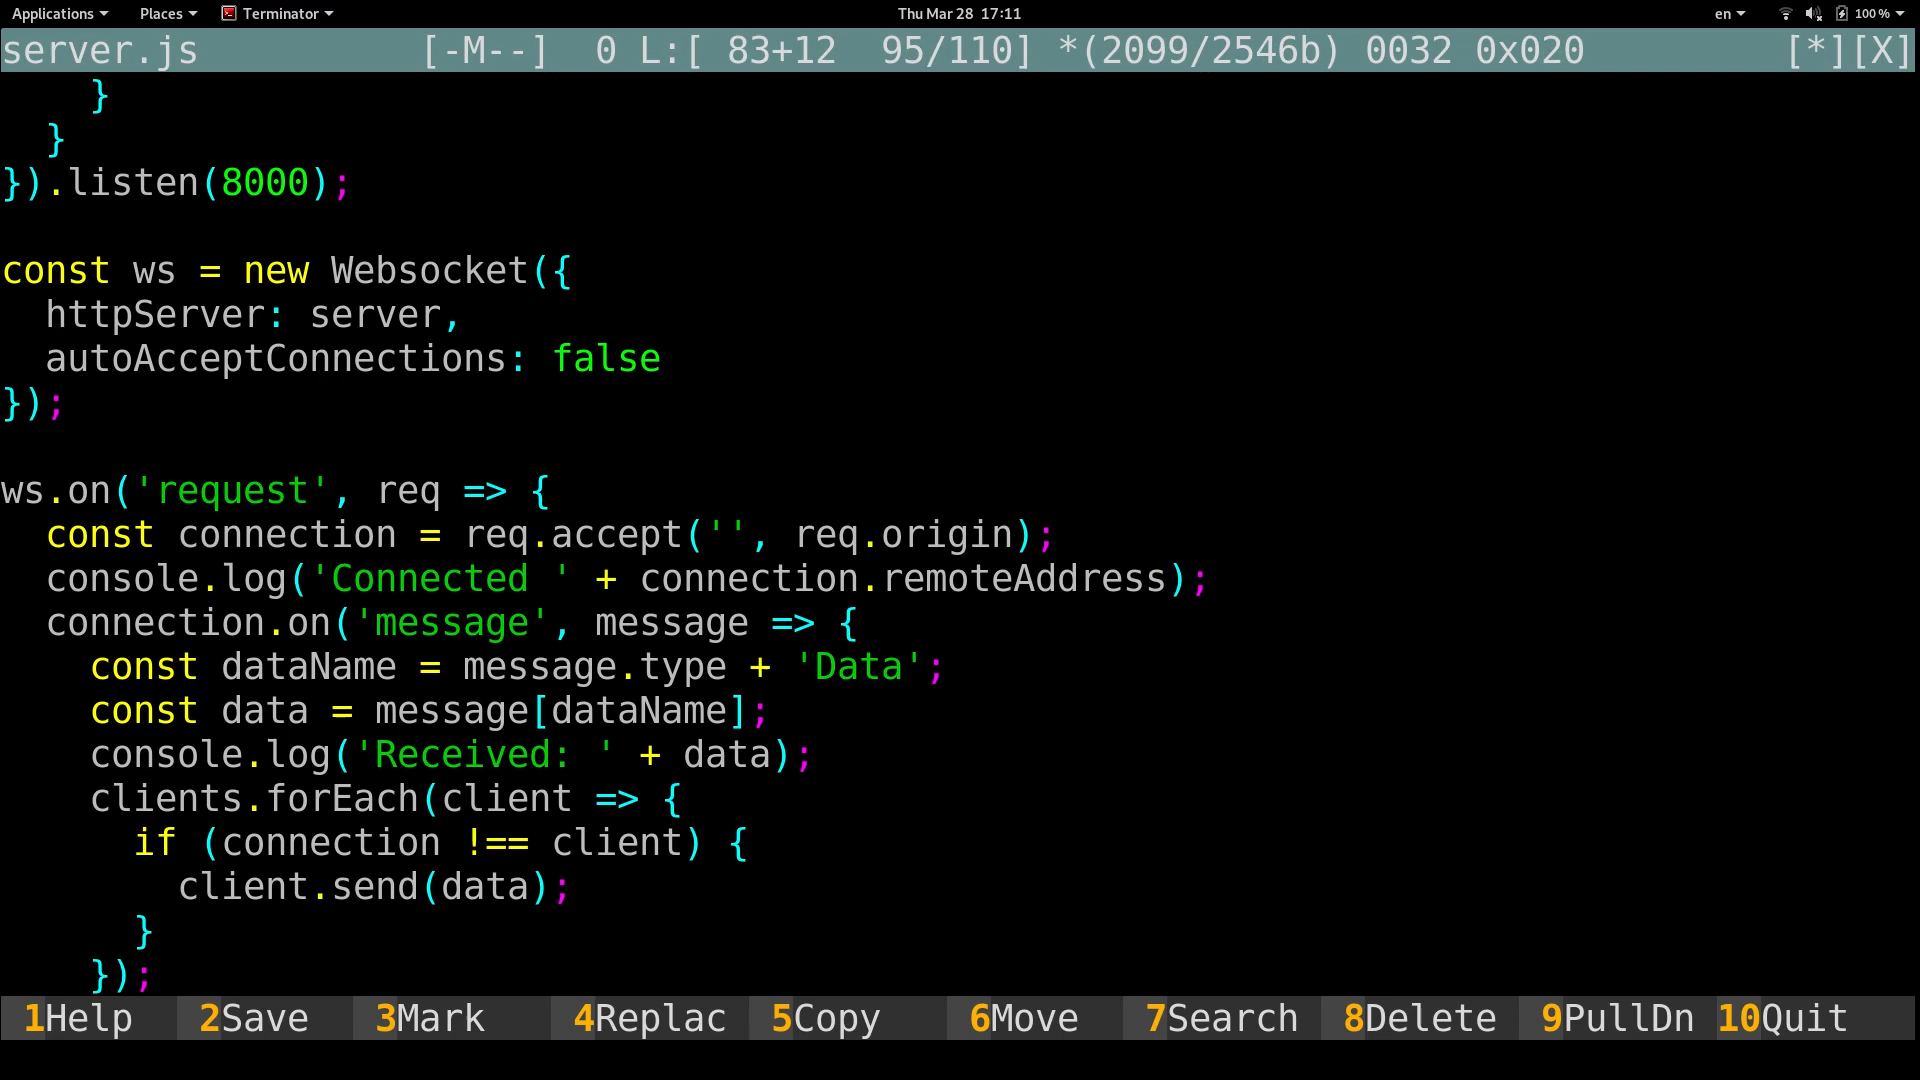 Applications Places Terminator Thu Mar 28 17:11 en 100 %
server.js [-M--] 0 L:[ 83+12 95/110] *(2099/2546b) 0032 0x020 [*][X]
    }
  }
}).listen(8000);

const ws = new Websocket({
  httpServer: server,
  autoAcceptConnections: false
});

ws.on('request', req => {
  const connection = req.accept('', req.origin);
  console.log('Connected ' + connection.remoteAddress);
  connection.on('message', message => {
    const dataName = message.type + 'Data';
    const data = message[dataName];
    console.log('Received: ' + data);
    clients.forEach(client => {
      if (connection !== client) {
        client.send(data);
      }
    });
1Help 2Save 3Mark 4Replac 5Copy 6Move 7Search 8Delete 9PullDn 10Quit